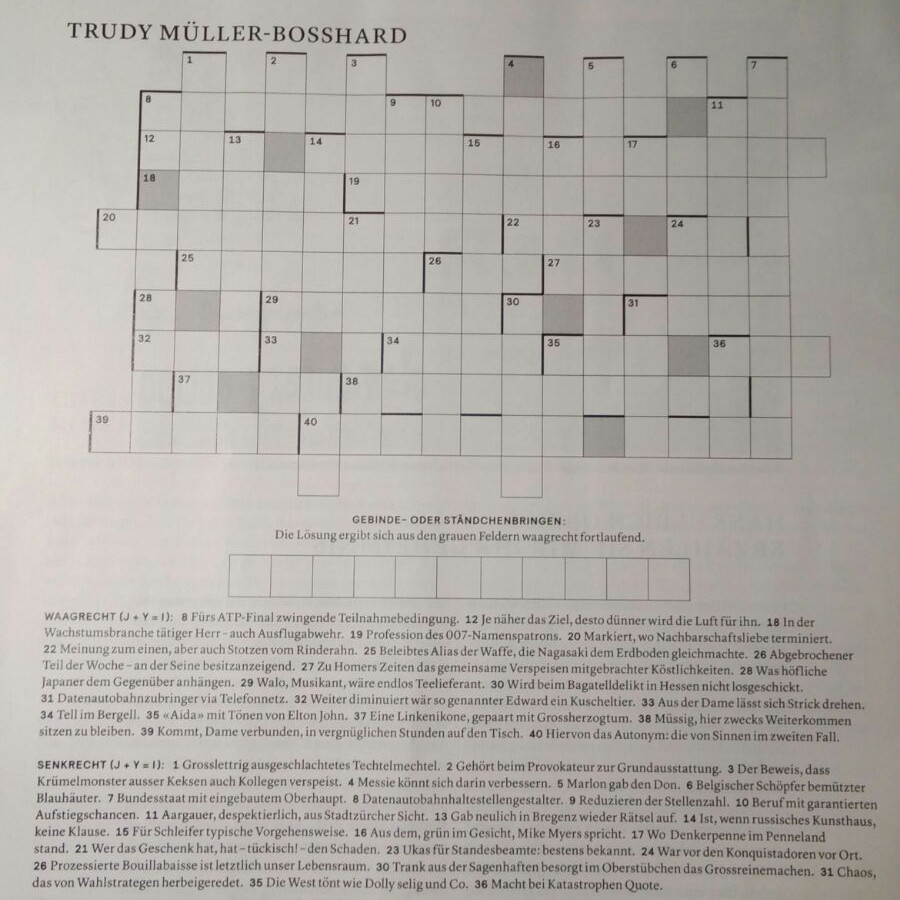 TRUDY MÜLLER-BOSSHARD
1 2 3 4 5 6 7
8 9 10 11
12 13 14 15 16 17
18 19
20 21 22 23 24
25 26 27
28 29 30 31
32 33 34 35 36
37 38
39 40
GEBINDE- ODER STÄNDCHENBRINGEN:
Die Lösung ergibt sich aus den grauen Feldern waagrecht fortlaufend.
WAAGRECHT (J + Y = I): 8 Fürs ATP-Final zwingende Teilnahmebedingung. 12 Je näher das Ziel, desto dünner wird die Luft für ihn. 18 In der
Wachstumsbranche tätiger Herr – auch Ausflugabwehr. 19 Profession des 007-Namenspatrons. 20 Markiert, wo Nachbarschaftsliebe terminiert.
22 Meinung zum einen, aber auch Stotzen vom Rinderahn. 25 Beleibtes Alias der Waffe, die Nagasaki dem Erdboden gleichmachte. 26 Abgebrochener
Teil der Woche – an der Seine besitzanzeigend. 27 Zu Homers Zeiten das gemeinsame Verspeisen mitgebrachter Köstlichkeiten. 28 Was höfliche
Japaner dem Gegenüber anhängen. 29 Walo, Musikant, wäre endlos Teelieferant. 30 Wird beim Bagatelldelikt in Hessen nicht losgeschickt.
31 Datenautobahnzubringer via Telefonnetz. 32 Weiter diminuiert wär so genannter Edward ein Kuscheltier. 33 Aus der Dame lässt sich Strick drehen.
34 Tell im Bergell. 35 «Aida» mit Tönen von Elton John. 37 Eine Linkenikone, gepaart mit Grossherzogtum. 38 Müssig, hier zwecks Weiterkommen
sitzen zu bleiben. 39 Kommt, Dame verbunden, in vergnüglichen Stunden auf den Tisch. 40 Hiervon das Autonym: die von Sinnen im zweiten Fall.
SENKRECHT (J + Y = I): 1 Grosslettrig ausgeschlachtetes Techtelmechtel. 2 Gehört beim Provokateur zur Grundausstattung. 3 Der Beweis, dass
Krümelmonster ausser Keksen auch Kollegen verspeist. 4 Messie könnt sich darin verbessern. 5 Marlon gab den Don. 6 Belgischer Schöpfer bemützter
Blauhäuter. 7 Bundesstaat mit eingebautem Oberhaupt. 8 Datenautobahnhaltestellengestalter. 9 Reduzieren der Stellenzahl. 10 Beruf mit garantierten
Aufstiegschancen. 11 Aargauer, despektierlich, aus Stadtzürcher Sicht. 13 Gab neulich in Bregenz wieder Rätsel auf. 14 Ist, wenn russisches Kunsthaus,
keine Klause. 15 Für Schleifer typische Vorgehensweise. 16 Aus dem, grün im Gesicht, Mike Myers spricht. 17 Wo Denkerpenne im Penneland
stand. 21 Wer das Geschenk hat, hat – tückisch! – den Schaden. 23 Ukas für Standesbeamte: bestens bekannt. 24 War vor den Konquistadoren vor Ort.
26 Prozessierte Bouillabaisse ist letztlich unser Lebensraum. 30 Trank aus der Sagenhaften besorgt im Oberstübchen das Grossreinemachen. 31 Chaos,
das von Wahlstrategen herbeigeredet. 35 Die West tönt wie Dolly selig und Co. 36 Macht bei Katastrophen Quote.